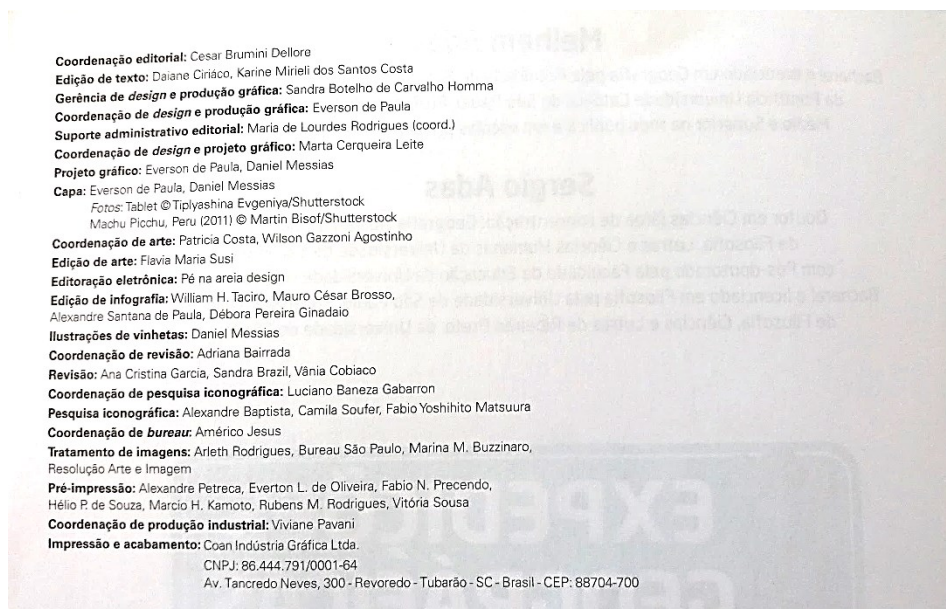 Coordenação editorial: Cesar Brumini Dellore
Edição de texto: Daiane Ciriáco, Karine Mirieli dos Santos Costa
Gerência de design e produção gráfica: Sandra Botelho de Carvalho Homma
Coordenação de design e produção gráfica: Everson de Paula
Suporte administrativo editorial: Maria de Lourdes Rodrigues (coord.)
Coordenação de design e projeto gráfico: Marta Cerqueira Leite
Projeto gráfico: Everson de Paula, Daniel Messias
Capa: Everson de Paula, Daniel Messias
Fotos: Tablet © Tiplyashina Evgeniya/Shutterstock
Machu Picchu, Peru (2011) © Martin Bisof/Shutterstock
Coordenação de arte: Patricia Costa, Wilson Gazzoni Agostinho
Edição de arte: Flavia Maria Susi
Editoração eletrônica: Pé na areia design
Edição de infografia: William H. Taciro, Mauro César Brosso,
Alexandre Santana de Paula, Débora Pereira Ginadaio
Ilustrações de vinhetas: Daniel Messias
Coordenação de revisão: Adriana Bairrada
Revisão: Ana Cristina Garcia, Sandra Brazil, Vânia Cobiaco
Coordenação de pesquisa iconográfica: Luciano Baneza Gabarron
Pesquisa iconográfica: Alexandre Baptista, Camila Soufer, Fabio Yoshihito Matsuura
Coordenação de bureau: Américo Jesus
Tratamento de imagens: Arleth Rodrigues, Bureau São Paulo, Marina M. Buzzinaro,
Resolução Arte e Imagem
Pré-impressão: Alexandre Petreca, Everton L. de Oliveira, Fabio N. Precendo,
Hélio P. de Souza, Marcio H. Kamoto, Rubens M. Rodrigues, Vitória Sousa
Coordenação de produção industrial: Viviane Pavani
Impressão e acabamento: Coan Indústria Gráfica Ltda.
CNPJ: 86.444.791/0001-64
Av. Tancredo Neves, 300 - Revoredo - Tubarão - SC - Brasil - CEP: 88704-700